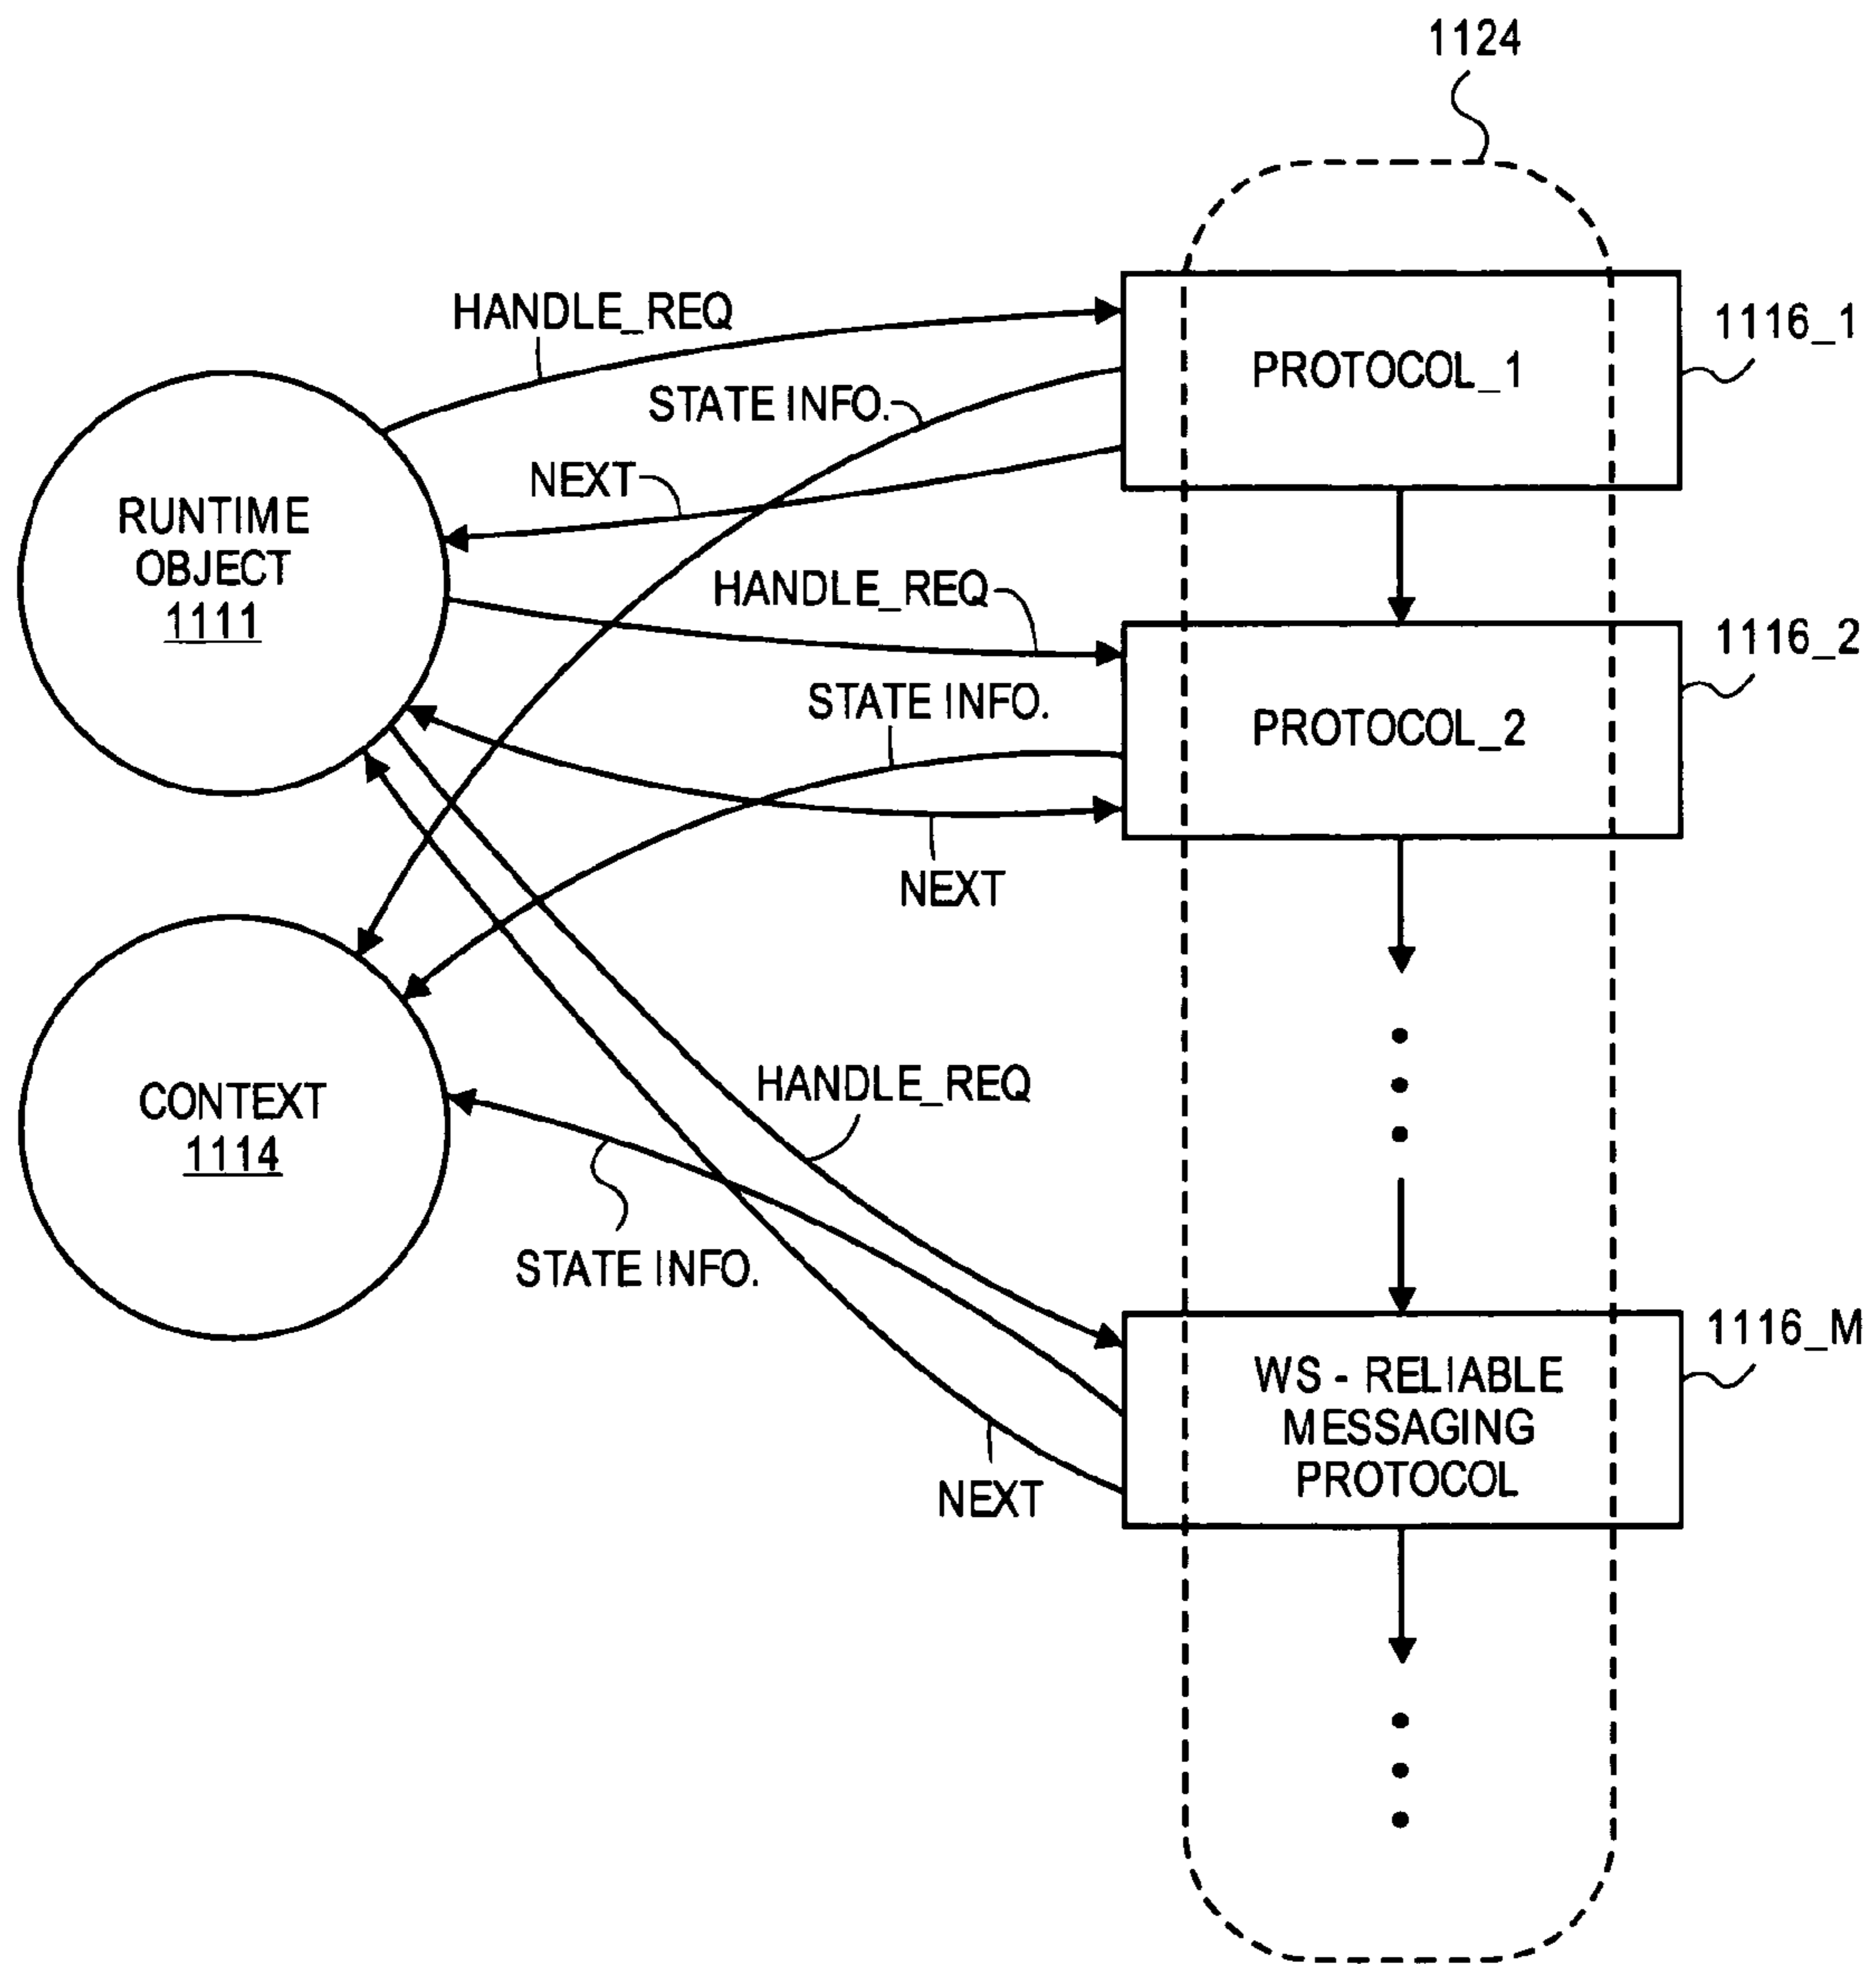 1124
HANDLE_REQ
1116_1
PROTOCOL_1
STATE INFO.
NEXT
RUNTIME
OBJECT
1111
HANDLE_REQ
1116_2
STATE INFO.
PROTOCOL_2
NEXT
HANDLE_REQ
CONTEXT
1114
STATE INFO.
1116_M
WS - RELIABLE
MESSAGING
PROTOCOL
NEXT